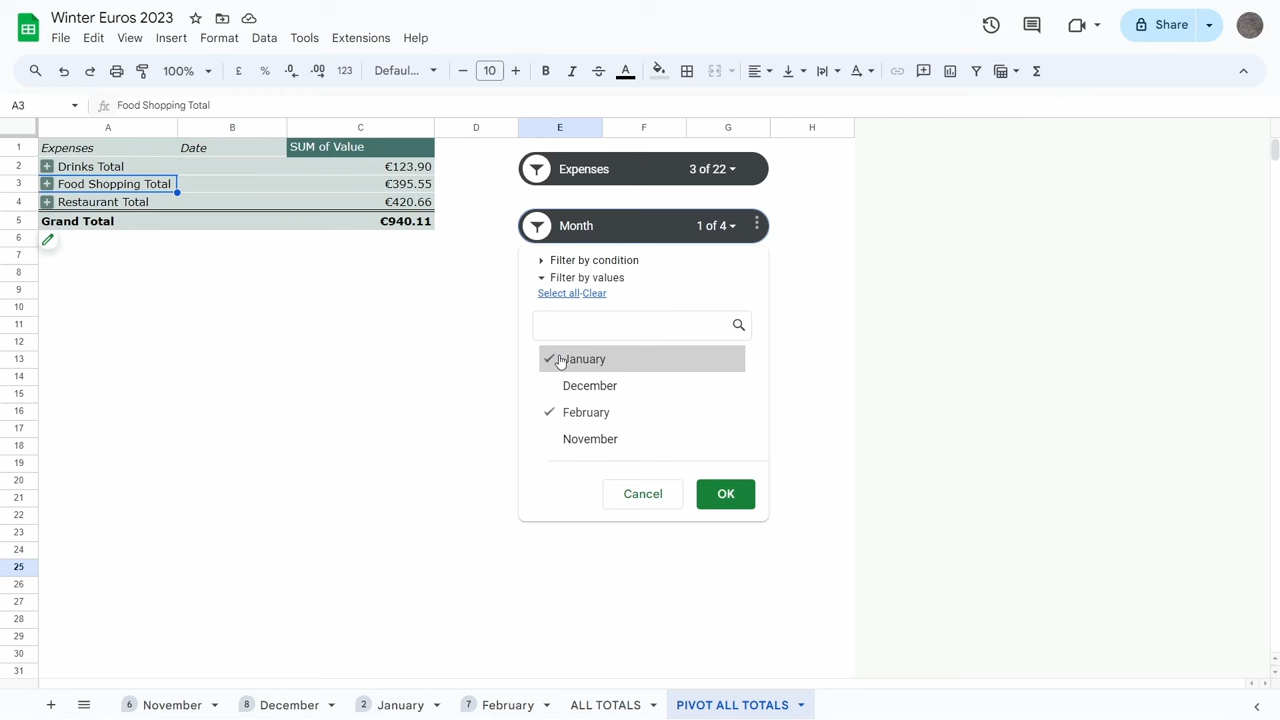 Winter Euros 2023
File Edit View Insert Format Data Tools Extensions Help
Share
100% £ % .0 .00 123 Defaul... 10 B I S A
A3 fx Food Shopping Total
A B C D E F G H
1 Expenses Date SUM of Value
2 Drinks Total €123.90
3 Food Shopping Total €395.55
4 Restaurant Total €420.66
5 Grand Total €940.11
6
7
8
9
10
11
12
13
14
15
16
17
18
19
20
21
22
23
24
25
26
27
28
29
30
31
Expenses 3 of 22
Month 1 of 4
Filter by condition
Filter by values
Select all-Clear
January
December
February
November
Cancel OK
6 November 8 December 2 January 7 February ALL TOTALS PIVOT ALL TOTALS